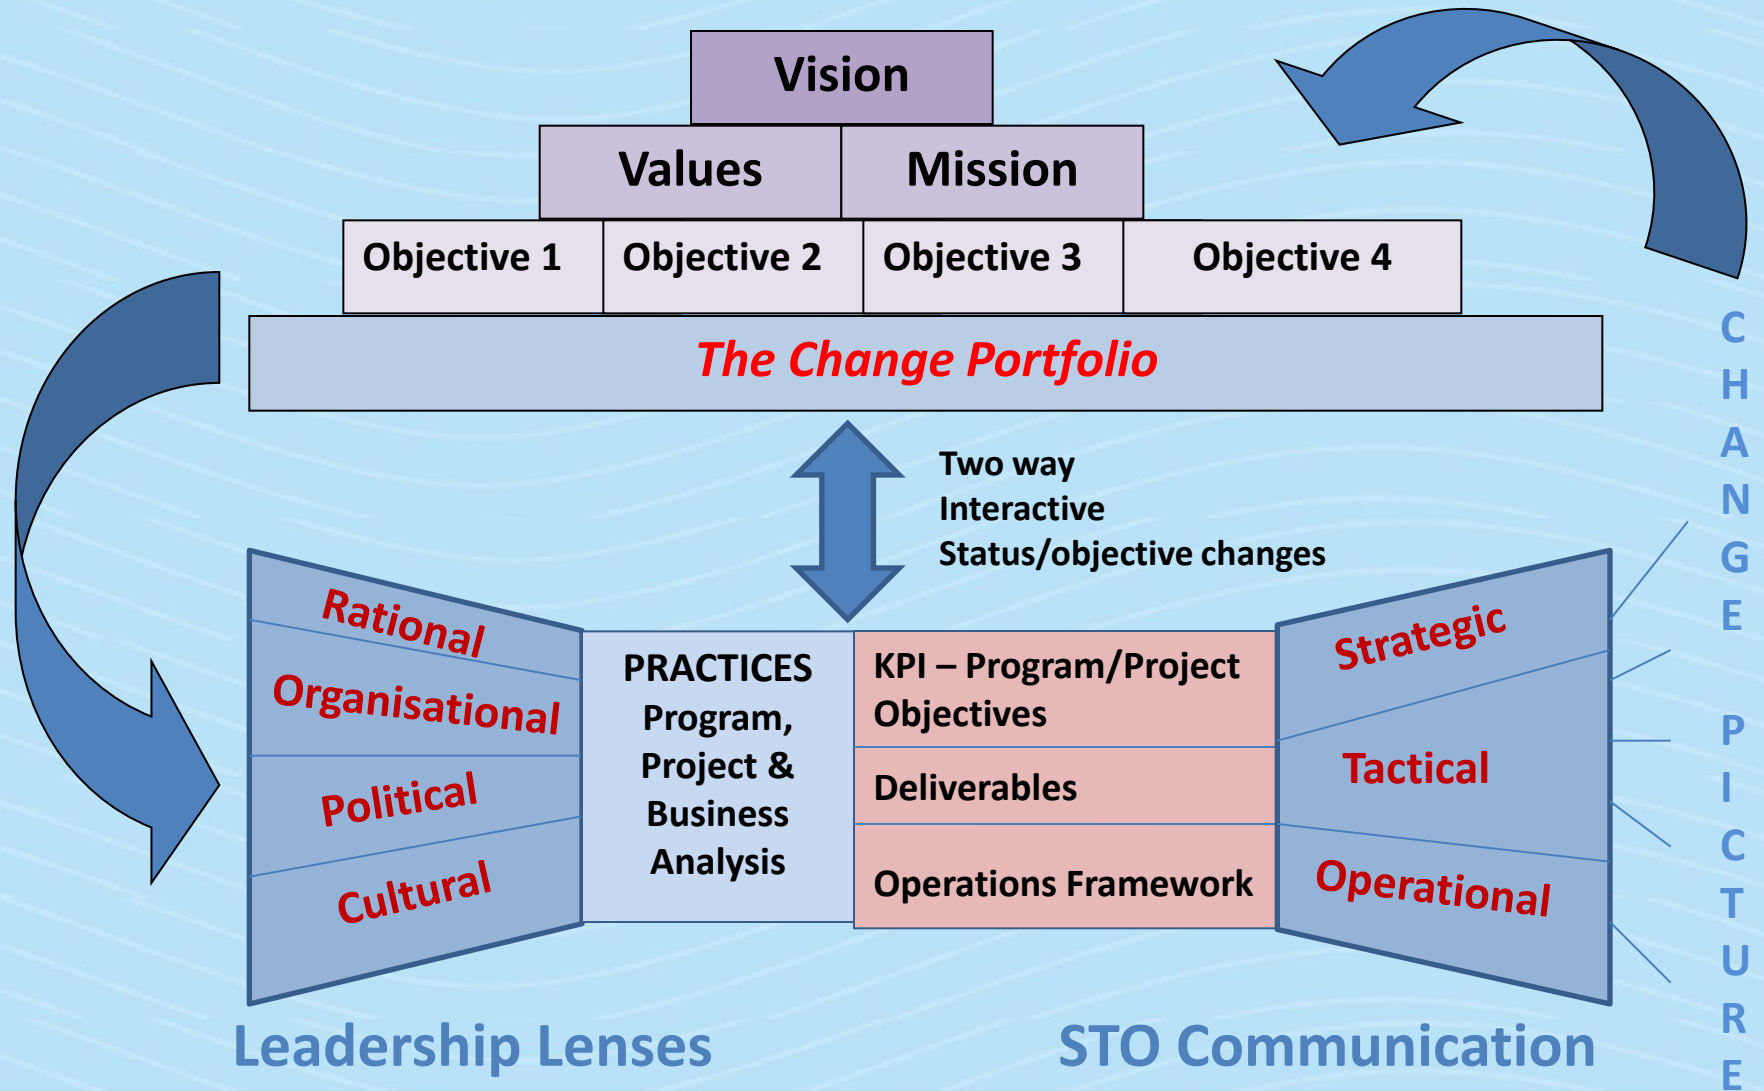 Vision
Values
Mission
Objective 1
Objective 2
Objective 3
Objective 4
The Change Portfolio
Two way
Interactive
Status/objective changes
Rational
Organisational
Political
Cultural
PRACTICES
Program,
Project &
Business
Analysis
KPI – Program/Project
Objectives
Deliverables
Operations Framework
Strategic
Tactical
Operational
CHANGE PICTURE
Leadership Lenses
STO Communication